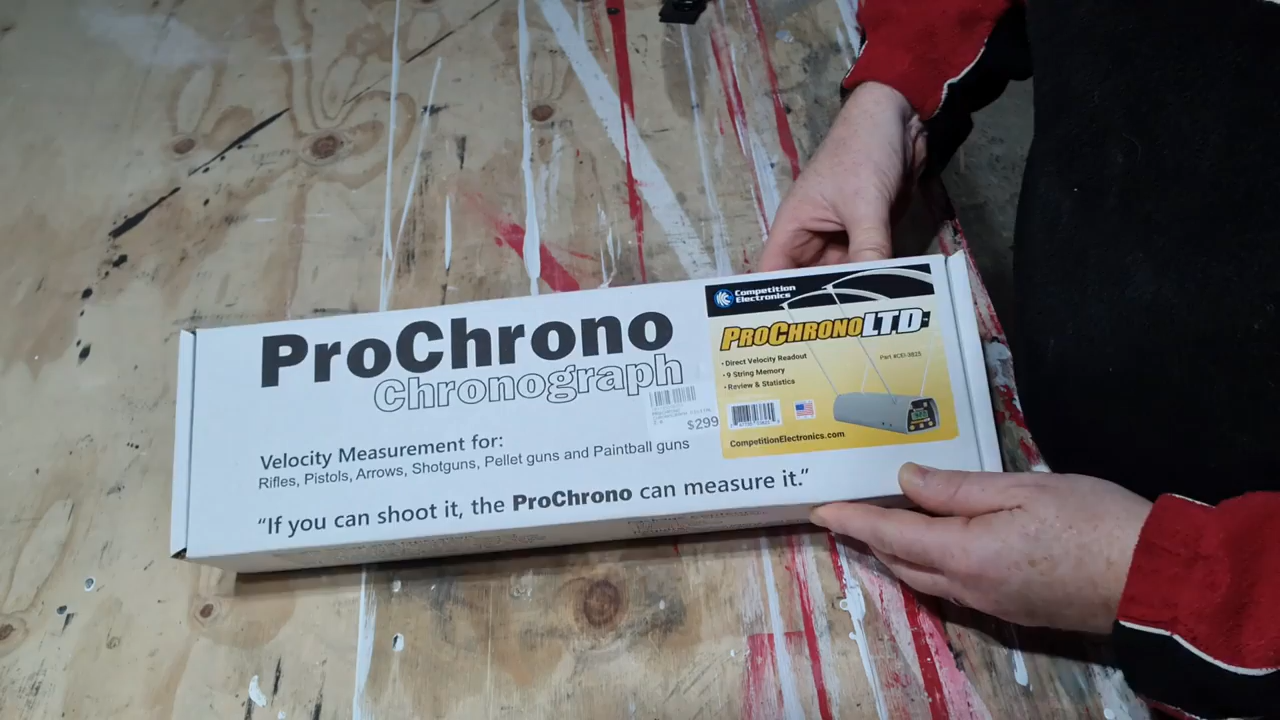 ProChrono
Chronograph
$299
Velocity Measurement for:
Rifles, Pistols, Arrows, Shotguns, Pellet guns and Paintball guns
“If you can shoot it, the ProChrono can measure it.”
Competition
Electronics
PROCHRONO LTD
• Direct Velocity Readout
• 9 String Memory
• Review & Statistics
Part #CEI-3825
CompetitionElectronics.com